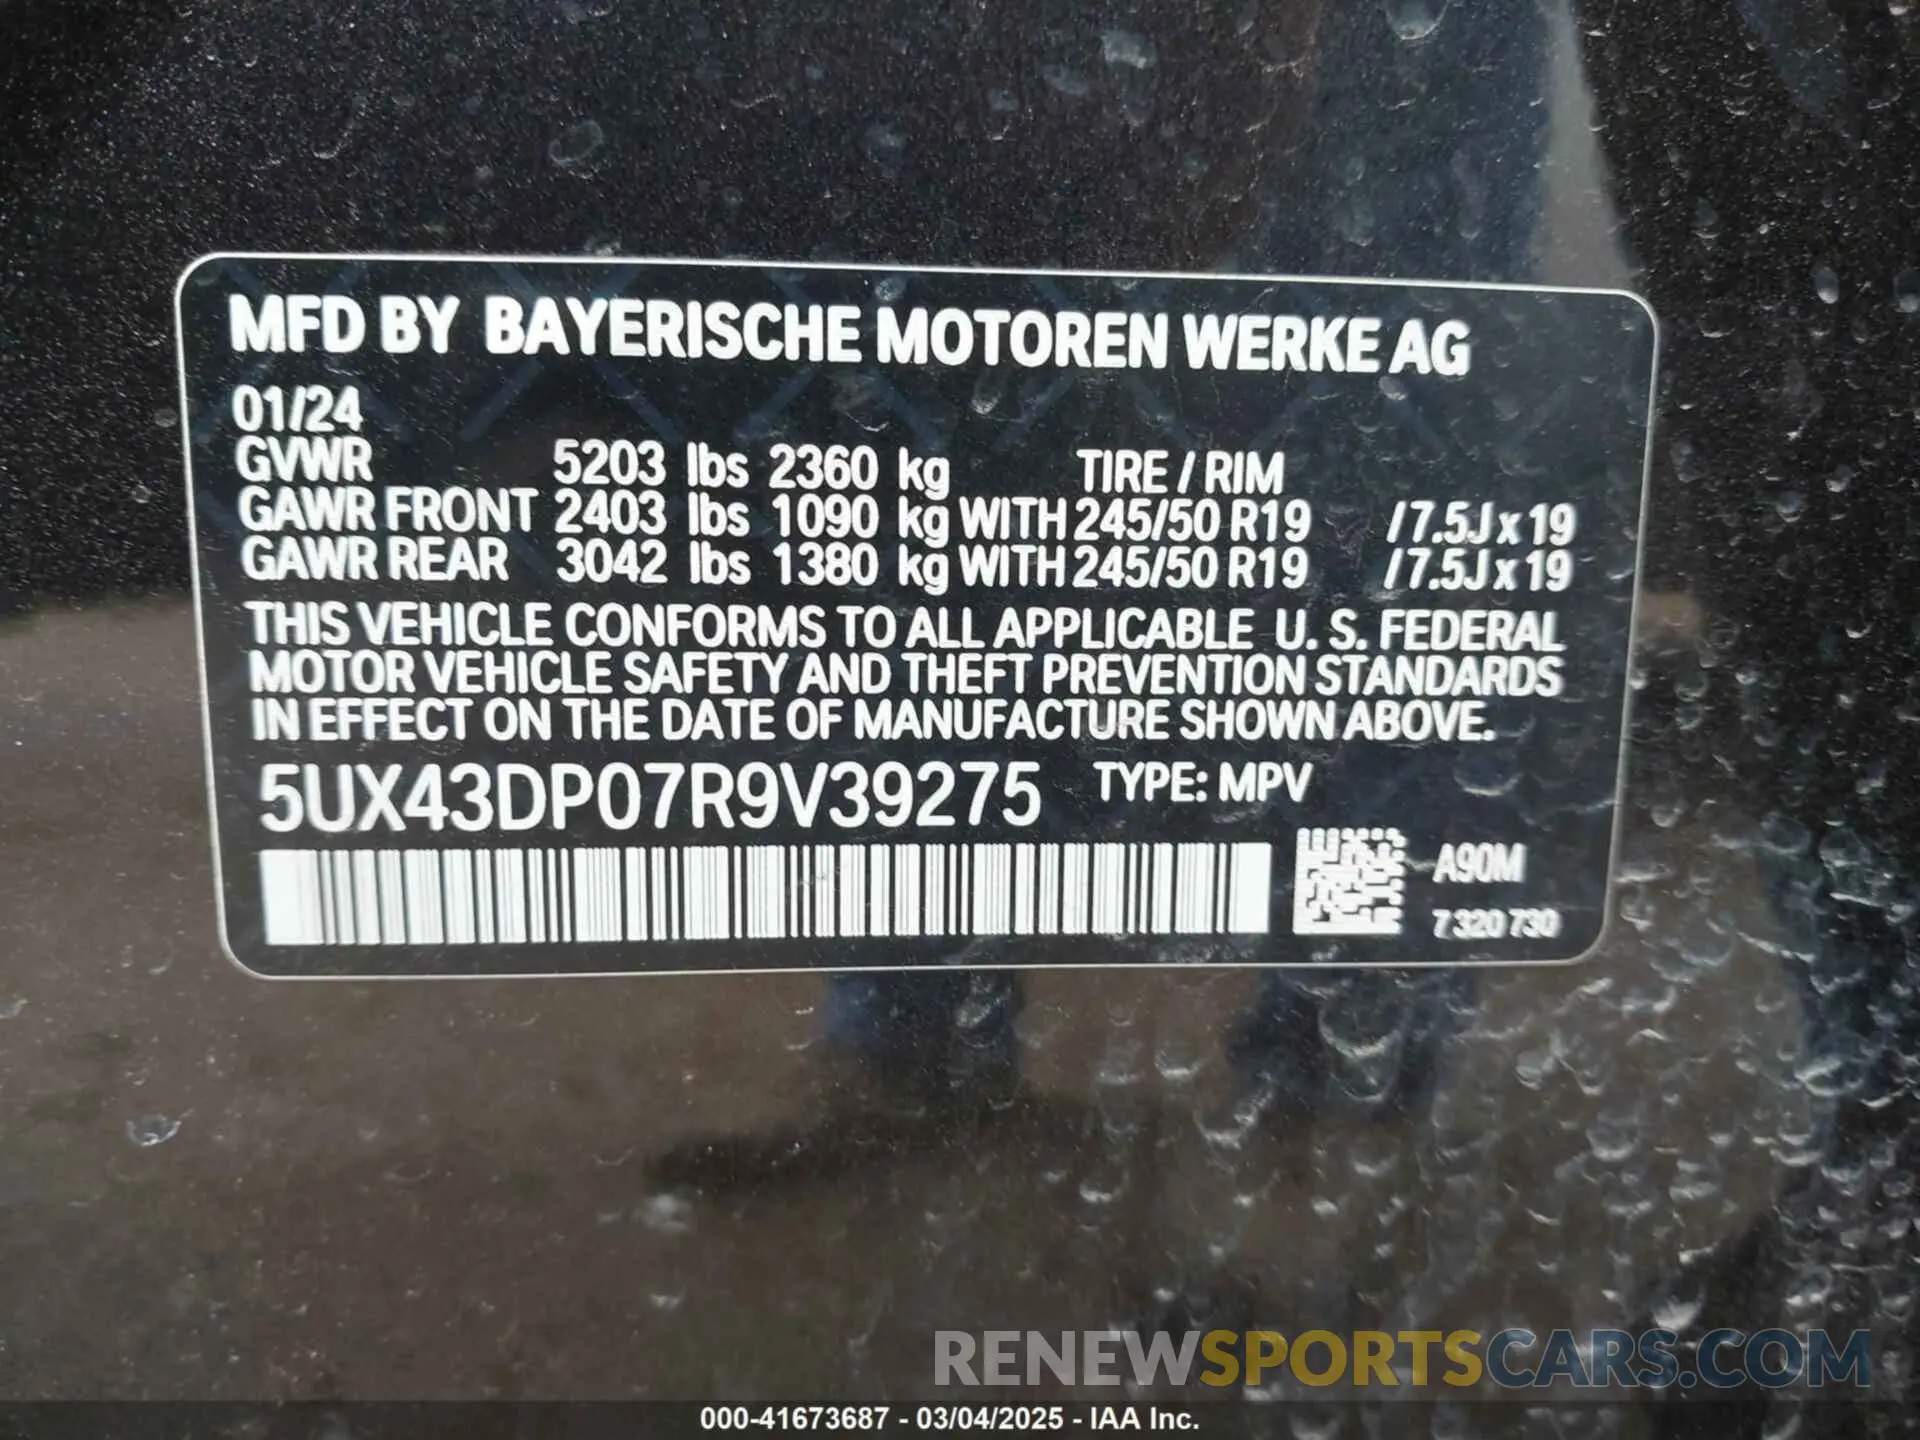 MFD BY BAYERISCHE MOTOREN WERKE AG
01/24
GVWR 5203 lbs 2360 kg TIRE / RIM
GAWR FRONT 2403 lbs 1090 kg WITH 245/50 R19 /7.5Jx19
GAWR REAR 3042 lbs 1380 kg WITH 245/50 R19 /7.5Jx19
THIS VEHICLE CONFORMS TO ALL APPLICABLE U. S. FEDERAL
MOTOR VEHICLE SAFETY AND THEFT PREVENTION STANDARDS
IN EFFECT ON THE DATE OF MANUFACTURE SHOWN ABOVE.
5UX43DP07R9V39275 TYPE: MPV
A90M
7 320 730
RENEWSPORTSCARS.COM
000-41673687 - 03/04/2025 - IAA Inc.